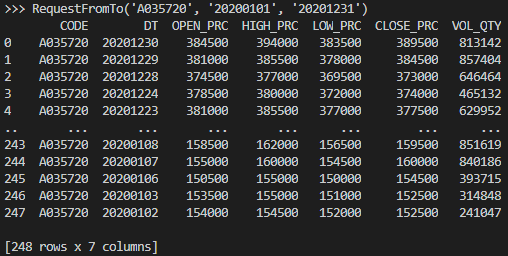 >>> RequestFromTo('A035720', '20200101', '20201231')
CODE DT OPEN_PRC HIGH_PRC LOW_PRC CLOSE_PRC VOL_QTY
0 A035720 20201230 384500 394000 383500 389500 813142
1 A035720 20201229 381000 385500 378000 384500 857404
2 A035720 20201228 374500 377000 369500 373000 646464
3 A035720 20201224 378500 380000 372000 374000 465132
4 A035720 20201223 381000 385500 377000 377500 629952
.. ... ... ... ... ... ... ...
243 A035720 20200108 158500 162000 156500 159500 851619
244 A035720 20200107 155000 160000 154500 160000 840186
245 A035720 20200106 150500 155000 150000 154500 393715
246 A035720 20200103 153500 155000 151000 152500 314848
247 A035720 20200102 154000 154500 152000 152500 241047
[248 rows x 7 columns]